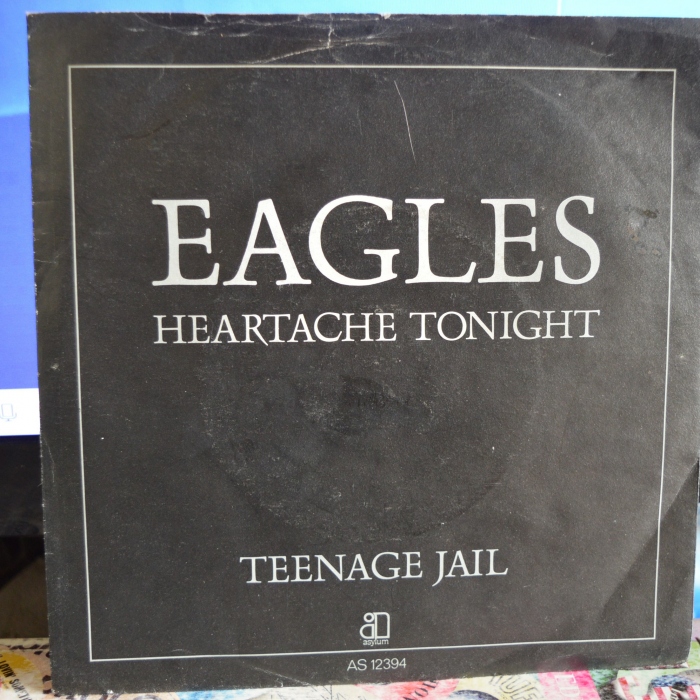 EAGLES
HEARTACHE TONIGHT
TEENAGE JAIL
asylum
AS 12394